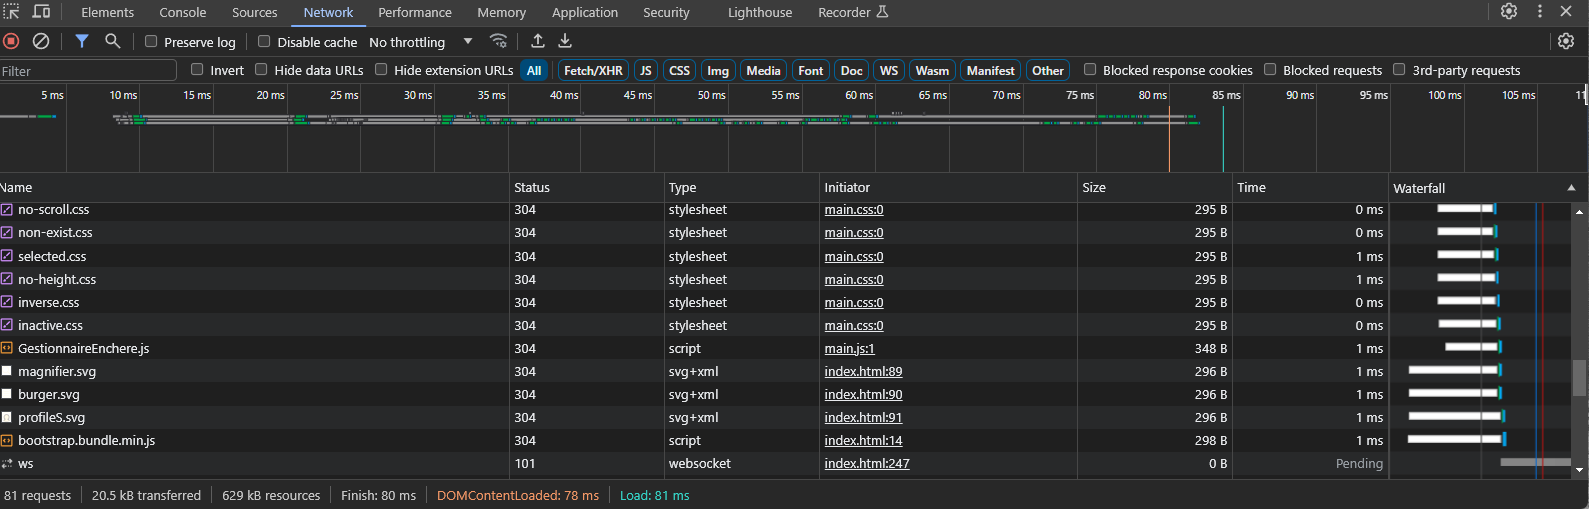 Elements Console Sources Network Performance Memory Application Security Lighthouse Recorder
Preserve log Disable cache No throttling
Filter Invert Hide data URLs Hide extension URLs All Fetch/XHR JS CSS Img Media Font Doc WS Wasm Manifest Other Blocked response cookies Blocked requests 3rd-party requests
5 ms 10 ms 15 ms 20 ms 25 ms 30 ms 35 ms 40 ms 45 ms 50 ms 55 ms 60 ms 65 ms 70 ms 75 ms 80 ms 85 ms 90 ms 95 ms 100 ms 105 ms 11
Name Status Type Initiator Size Time Waterfall
no-scroll.css 304 stylesheet main.css:0 295 B 0 ms
non-exist.css 304 stylesheet main.css:0 295 B 0 ms
selected.css 304 stylesheet main.css:0 295 B 1 ms
no-height.css 304 stylesheet main.css:0 295 B 1 ms
inverse.css 304 stylesheet main.css:0 295 B 0 ms
inactive.css 304 stylesheet main.css:0 295 B 0 ms
GestionnaireEnchere.js 304 script main.js:1 348 B 1 ms
magnifier.svg 304 svg+xml index.html:89 296 B 1 ms
burger.svg 304 svg+xml index.html:90 296 B 1 ms
profileS.svg 304 svg+xml index.html:91 296 B 1 ms
bootstrap.bundle.min.js 304 script index.html:14 298 B 1 ms
ws 101 websocket index.html:247 0 B Pending
81 requests 20.5 kB transferred 629 kB resources Finish: 80 ms DOMContentLoaded: 78 ms Load: 81 ms